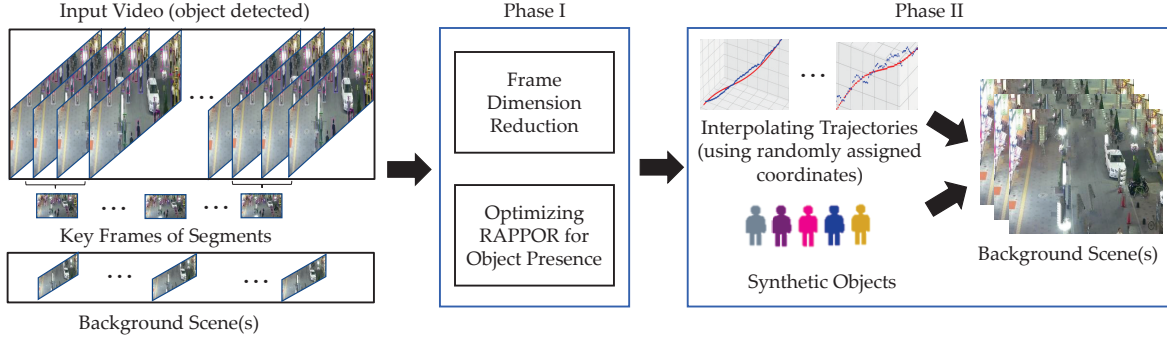 Input Video (object detected)
Key Frames of Segments
Background Scene(s)
Phase I
Frame
Dimension
Reduction
Optimizing
RAPPOR for
Object Presence
Phase II
Interpolating Trajectories
(using randomly assigned
coordinates)
Synthetic Objects
Background Scene(s)